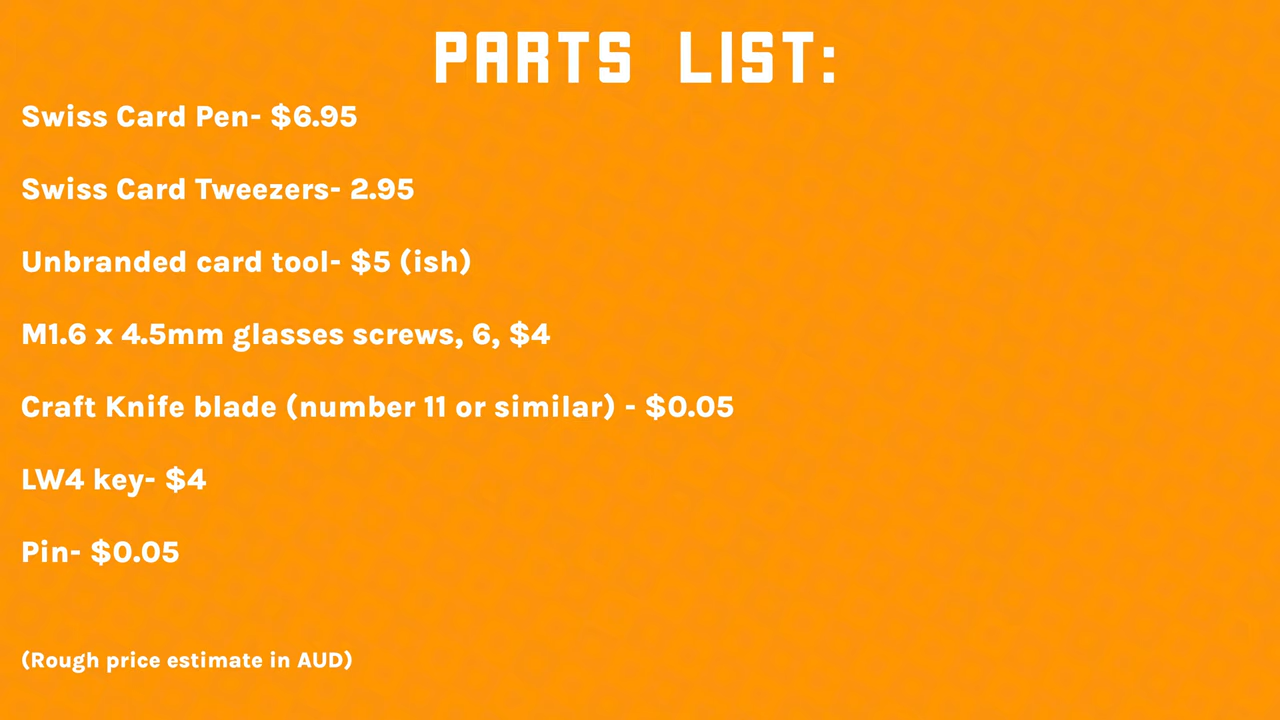 PARTS LIST:
Swiss Card Pen- $6.95
Swiss Card Tweezers- 2.95
Unbranded card tool- $5 (ish)
M1.6 x 4.5mm glasses screws, 6, $4
Craft Knife blade (number 11 or similar) - $0.05
LW4 key- $4
Pin- $0.05
(Rough price estimate in AUD)